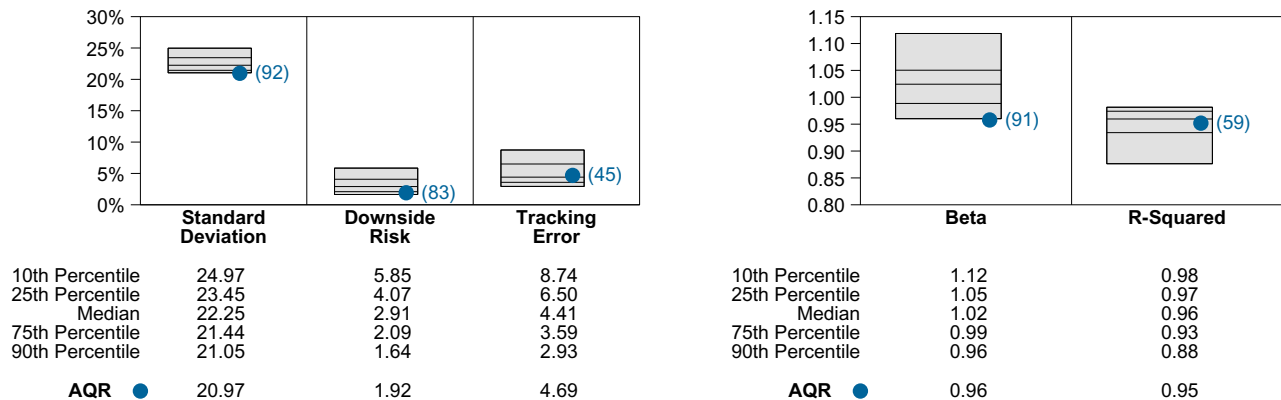 30%
25%
20%
15%
10%
5%
0%
(92)
(83)
(45)
Standard Deviation
Downside Risk
Tracking Error
10th Percentile 24.97 5.85 8.74
25th Percentile 23.45 4.07 6.50
Median 22.25 2.91 4.41
75th Percentile 21.44 2.09 3.59
90th Percentile 21.05 1.64 2.93
AQR 20.97 1.92 4.69
1.15
1.10
1.05
1.00
0.95
0.90
0.85
0.80
(91)
(59)
Beta R-Squared
10th Percentile 1.12 0.98
25th Percentile 1.05 0.97
Median 1.02 0.96
75th Percentile 0.99 0.93
90th Percentile 0.96 0.88
AQR 0.96 0.95